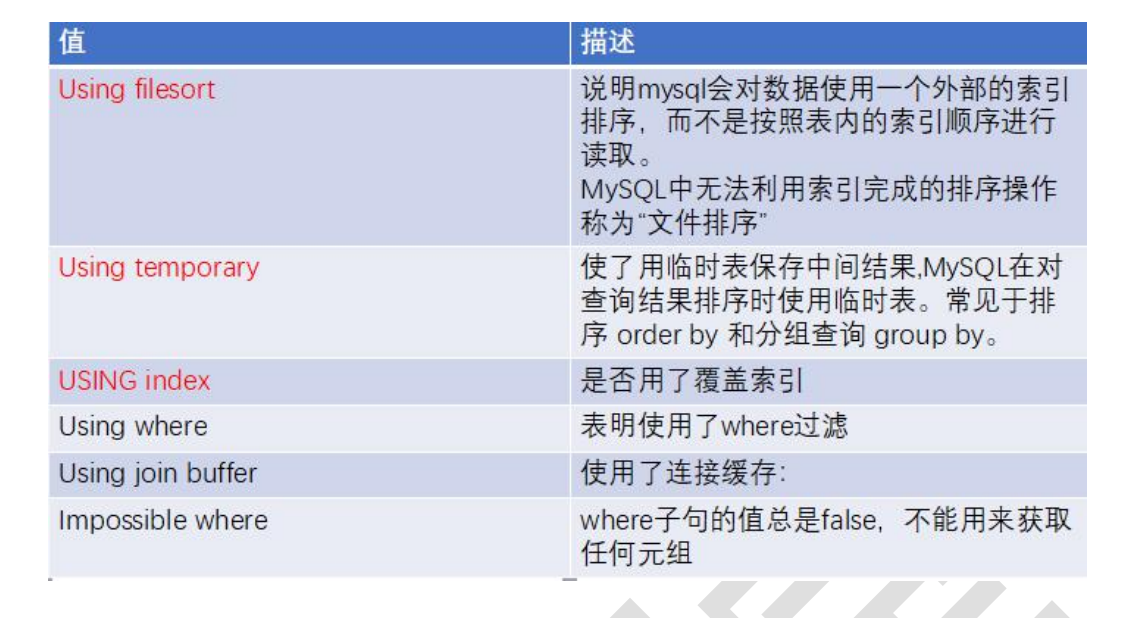 值 描述
Using filesort 说明mysql会对数据使用一个外部的索引
排序，而不是按照表内的索引顺序进行
读取。
MySQL中无法利用索引完成的排序操作
称为“文件排序”
Using temporary 使了用临时表保存中间结果,MySQL在对
查询结果排序时使用临时表。常见于排
序 order by 和分组查询 group by。
USING index 是否用了覆盖索引
Using where 表明使用了where过滤
Using join buffer 使用了连接缓存:
Impossible where where子句的值总是false，不能用来获取
任何元组